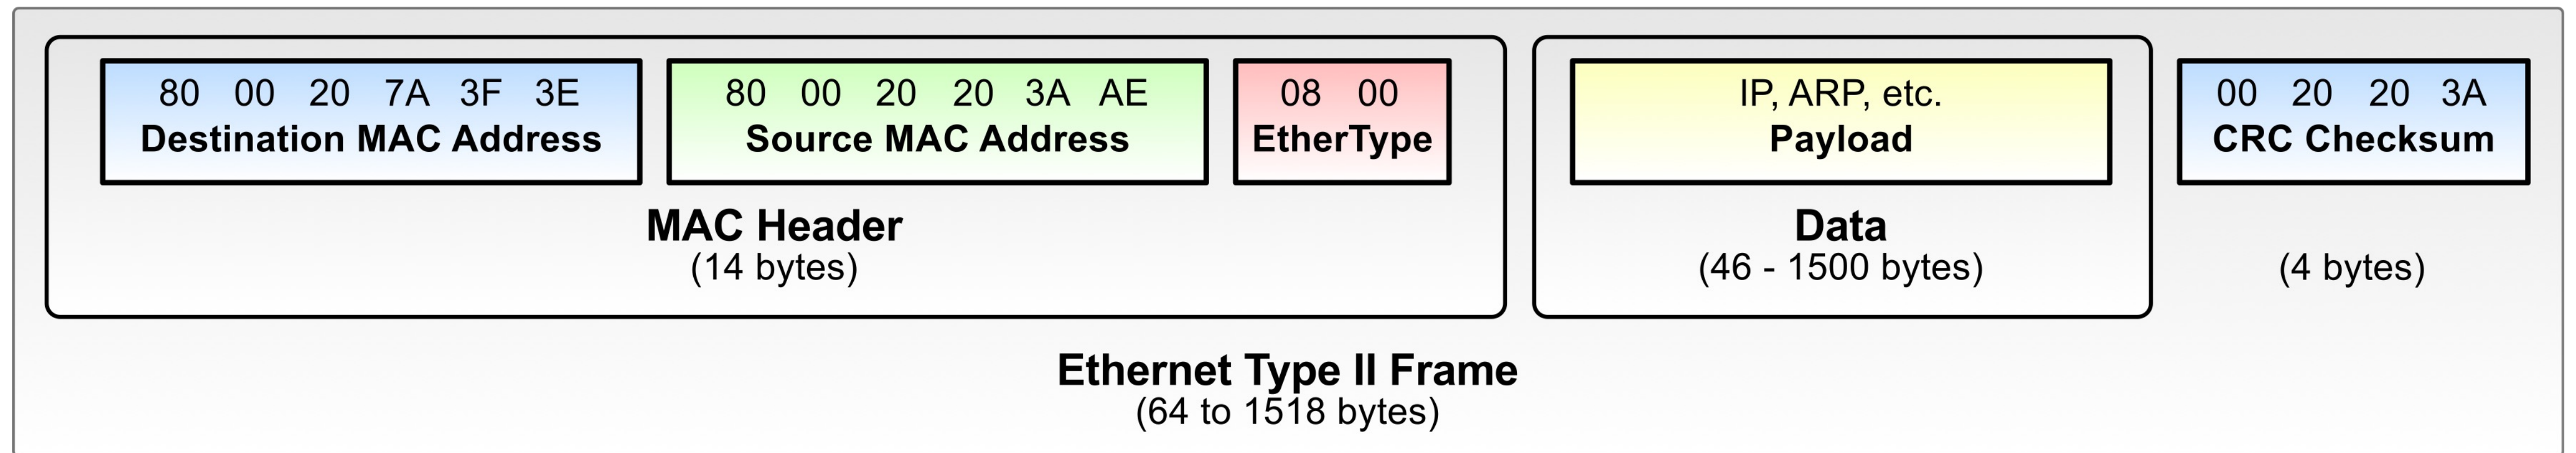 80 00 20 7A 3F 3E
Destination MAC Address
80 00 20 20 3A AE
Source MAC Address
08 00
EtherType
MAC Header
(14 bytes)
IP, ARP, etc.
Payload
Data
(46 - 1500 bytes)
00 20 20 3A
CRC Checksum
(4 bytes)
Ethernet Type II Frame
(64 to 1518 bytes)